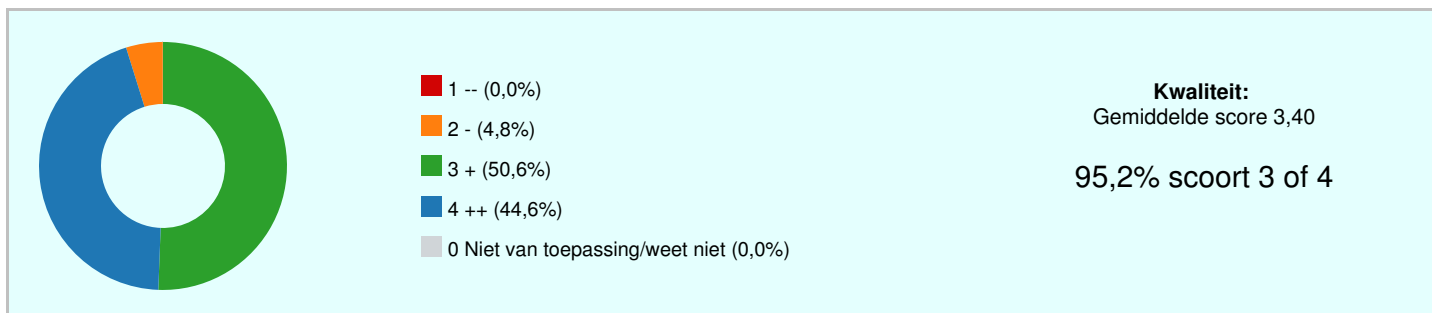 1 -- (0,0%)
2 - (4,8%)
3 + (50,6%)
4 ++ (44,6%)
0 Niet van toepassing/weet niet (0,0%)
Kwaliteit:
Gemiddelde score 3,40
95,2% scoort 3 of 4